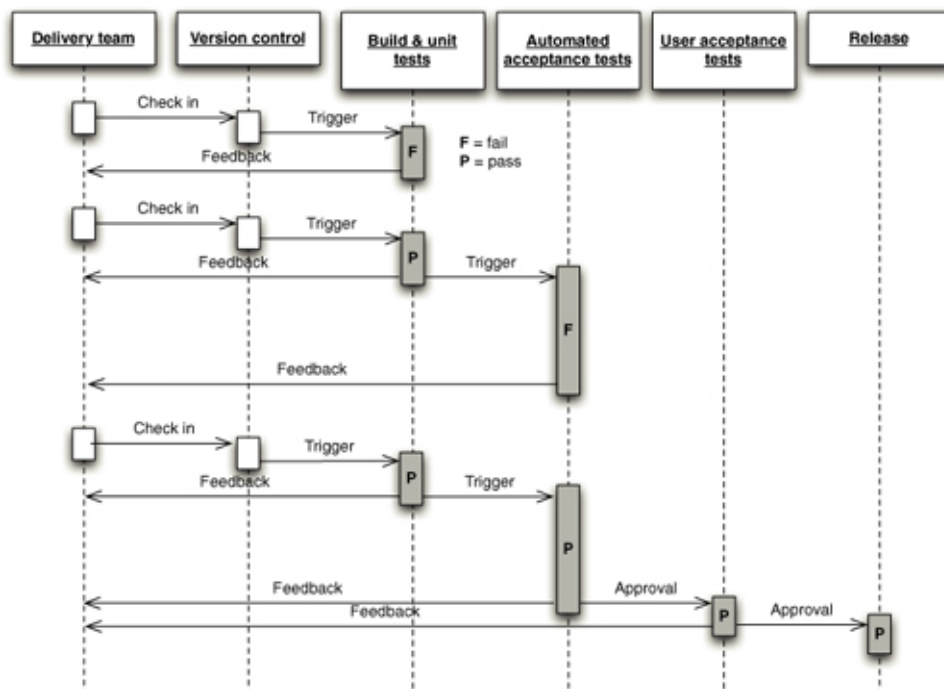 Delivery team
Version control
Build & unit
tests
Automated
acceptance tests
User acceptance
tests
Release
Check in
Trigger
F
F = fail
P = pass
Feedback
Check in
Trigger
P
Feedback
Trigger
F
Feedback
Check in
Trigger
P
Feedback
Trigger
P
Feedback
Approval
Feedback
P
Approval
P